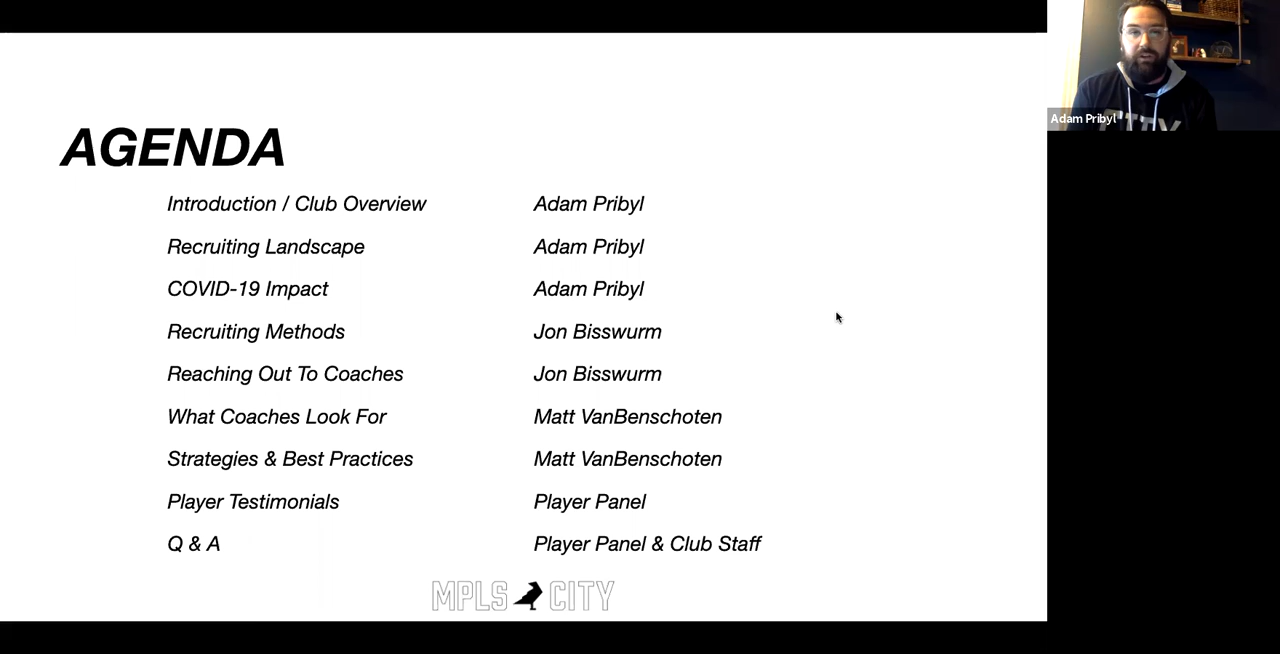 AGENDA
Introduction / Club Overview Adam Pribyl
Recruiting Landscape Adam Pribyl
COVID-19 Impact Adam Pribyl
Recruiting Methods Jon Bisswurm
Reaching Out To Coaches Jon Bisswurm
What Coaches Look For Matt VanBenschoten
Strategies & Best Practices Matt VanBenschoten
Player Testimonials Player Panel
Q & A Player Panel & Club Staff
MPLS CITY
Adam Pribyl